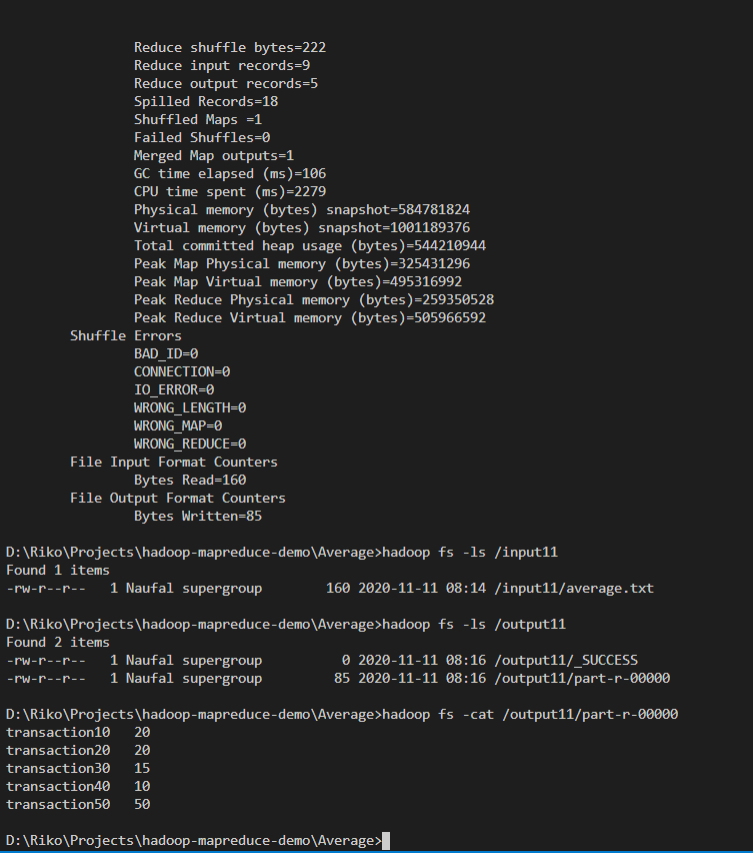 Reduce shuffle bytes=222
Reduce input records=9
Reduce output records=5
Spilled Records=18
Shuffled Maps =1
Failed Shuffles=0
Merged Map outputs=1
GC time elapsed (ms)=106
CPU time spent (ms)=2279
Physical memory (bytes) snapshot=584781824
Virtual memory (bytes) snapshot=1001189376
Total committed heap usage (bytes)=544210944
Peak Map Physical memory (bytes)=325431296
Peak Map Virtual memory (bytes)=495316992
Peak Reduce Physical memory (bytes)=259350528
Peak Reduce Virtual memory (bytes)=505966592
Shuffle Errors
BAD_ID=0
CONNECTION=0
IO_ERROR=0
WRONG_LENGTH=0
WRONG_MAP=0
WRONG_REDUCE=0
File Input Format Counters
Bytes Read=160
File Output Format Counters
Bytes Written=85
D:\Riko\Projects\hadoop-mapreduce-demo\Average>hadoop fs -ls /input11
Found 1 items
-rw-r--r--   1 Naufal supergroup        160 2020-11-11 08:14 /input11/average.txt
D:\Riko\Projects\hadoop-mapreduce-demo\Average>hadoop fs -ls /output11
Found 2 items
-rw-r--r--   1 Naufal supergroup          0 2020-11-11 08:16 /output11/_SUCCESS
-rw-r--r--   1 Naufal supergroup         85 2020-11-11 08:16 /output11/part-r-00000
D:\Riko\Projects\hadoop-mapreduce-demo\Average>hadoop fs -cat /output11/part-r-00000
transaction10   20
transaction20   20
transaction30   15
transaction40   10
transaction50   50
D:\Riko\Projects\hadoop-mapreduce-demo\Average>